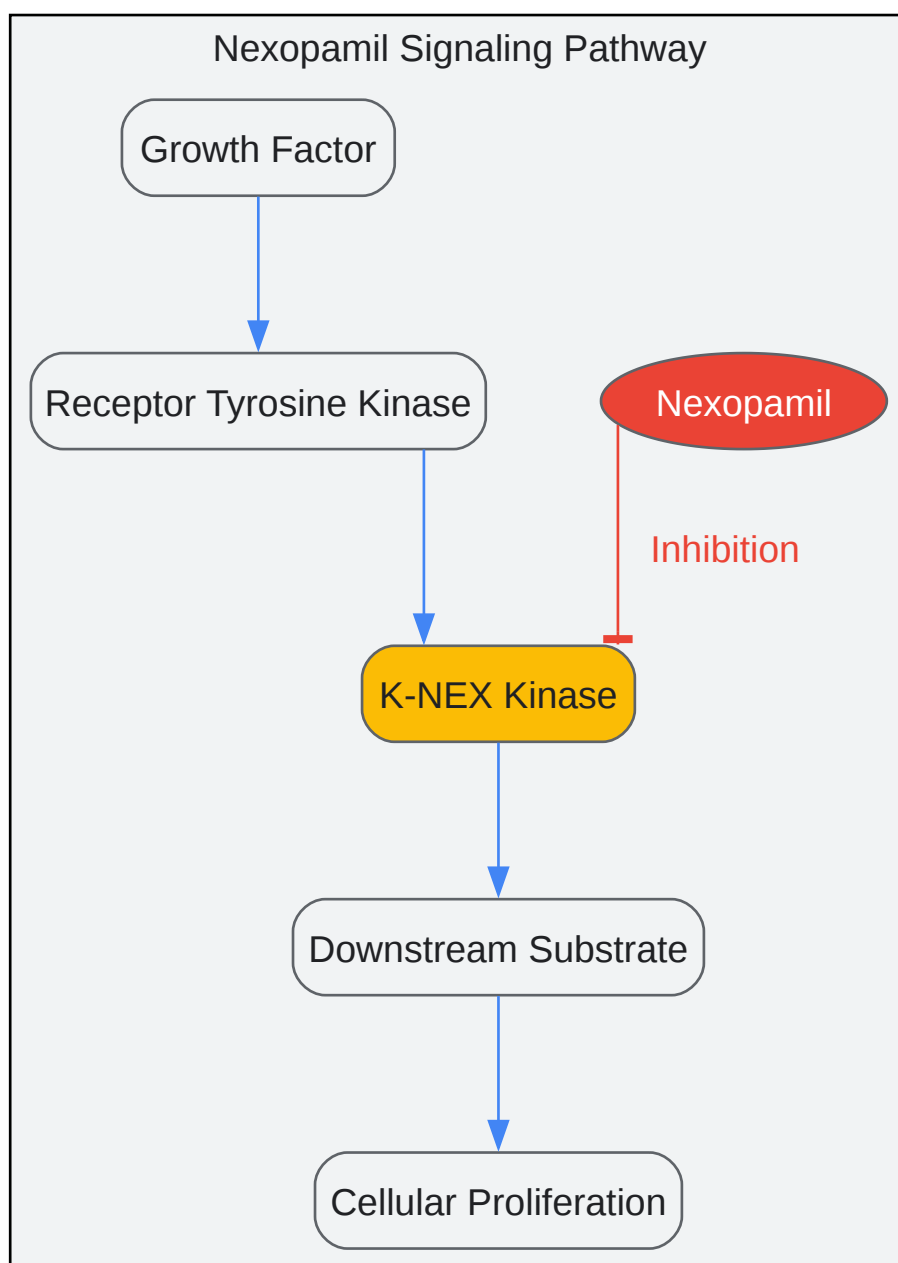 Nexopamil Signaling Pathway
Growth Factor
Receptor Tyrosine Kinase
Nexopamil
Inhibition
K-NEX Kinase
Downstream Substrate
Cellular Proliferation